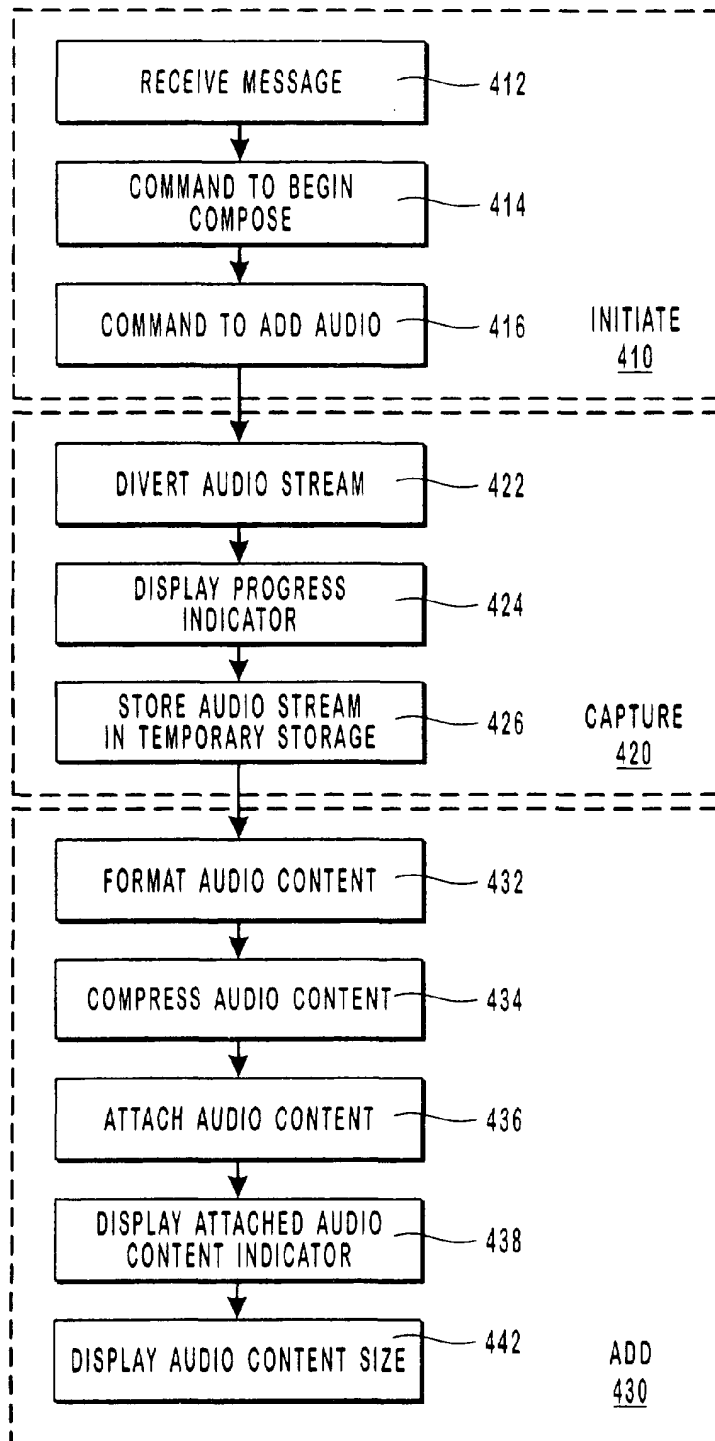 RECEIVE MESSAGE
412
COMMAND TO BEGIN
COMPOSE
414
COMMAND TO ADD AUDIO
416
INITIATE
410
DIVERT AUDIO STREAM
422
DISPLAY PROGRESS
INDICATOR
424
STORE AUDIO STREAM
IN TEMPORARY STORAGE
426
CAPTURE
420
FORMAT AUDIO CONTENT
432
COMPRESS AUDIO CONTENT
434
ATTACH AUDIO CONTENT
436
DISPLAY ATTACHED AUDIO
CONTENT INDICATOR
438
DISPLAY AUDIO CONTENT SIZE
442
ADD
430